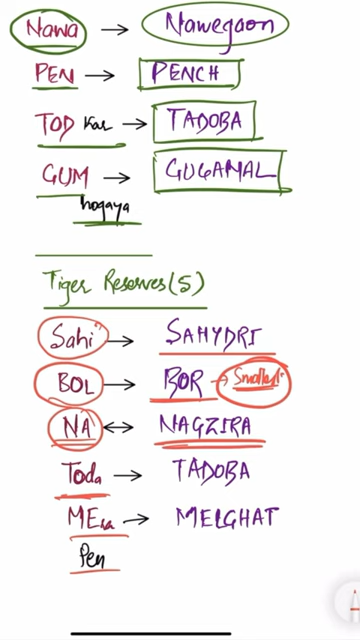 Nawa → Nawegaon
PEN → PENCH
TOD Kar → TADOBA
GUM → GUGAMAL
hogaya
Tiger Reserves (5)
Sahi → SAHYDRI
BOL → BOR → Smallest
NA ↔ NAGZIRA
Toda → TADOBA
MEra → MELGHAT
Pen